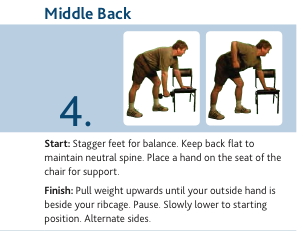 Middle Back
4.
Start: Stagger feet for balance. Keep back flat to
maintain neutral spine. Place a hand on the seat of the
chair for support.
Finish: Pull weight upwards until your outside hand is
beside your ribcage. Pause. Slowly lower to starting
position. Alternate sides.